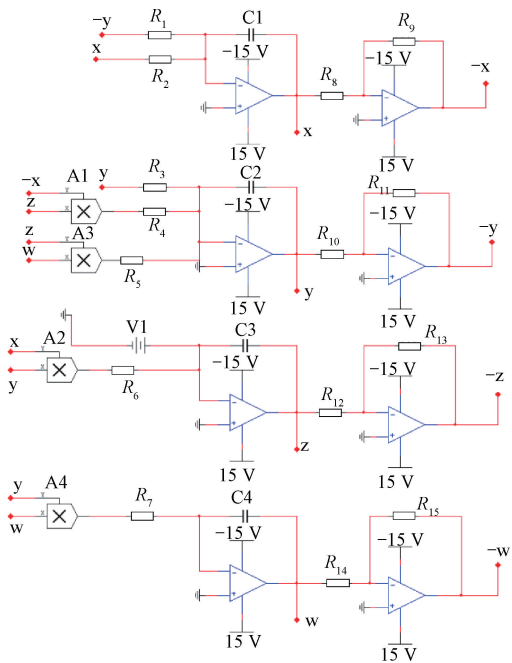 −y R1 C1 R9
−15 V −15 V
x R2 R8 −x
15 V x 15 V
−x A1 y R3 C2 R11
z R4 −15 V −15 V
z A3 R10 −y
w R5 y
15 V 15 V
V1 C3 R13
x A2 −15 V −15 V
y R6 R12 −z
15 V z 15 V
y A4 C4 R15
w R7 −15 V −15 V
R14 −w
15 V w 15 V